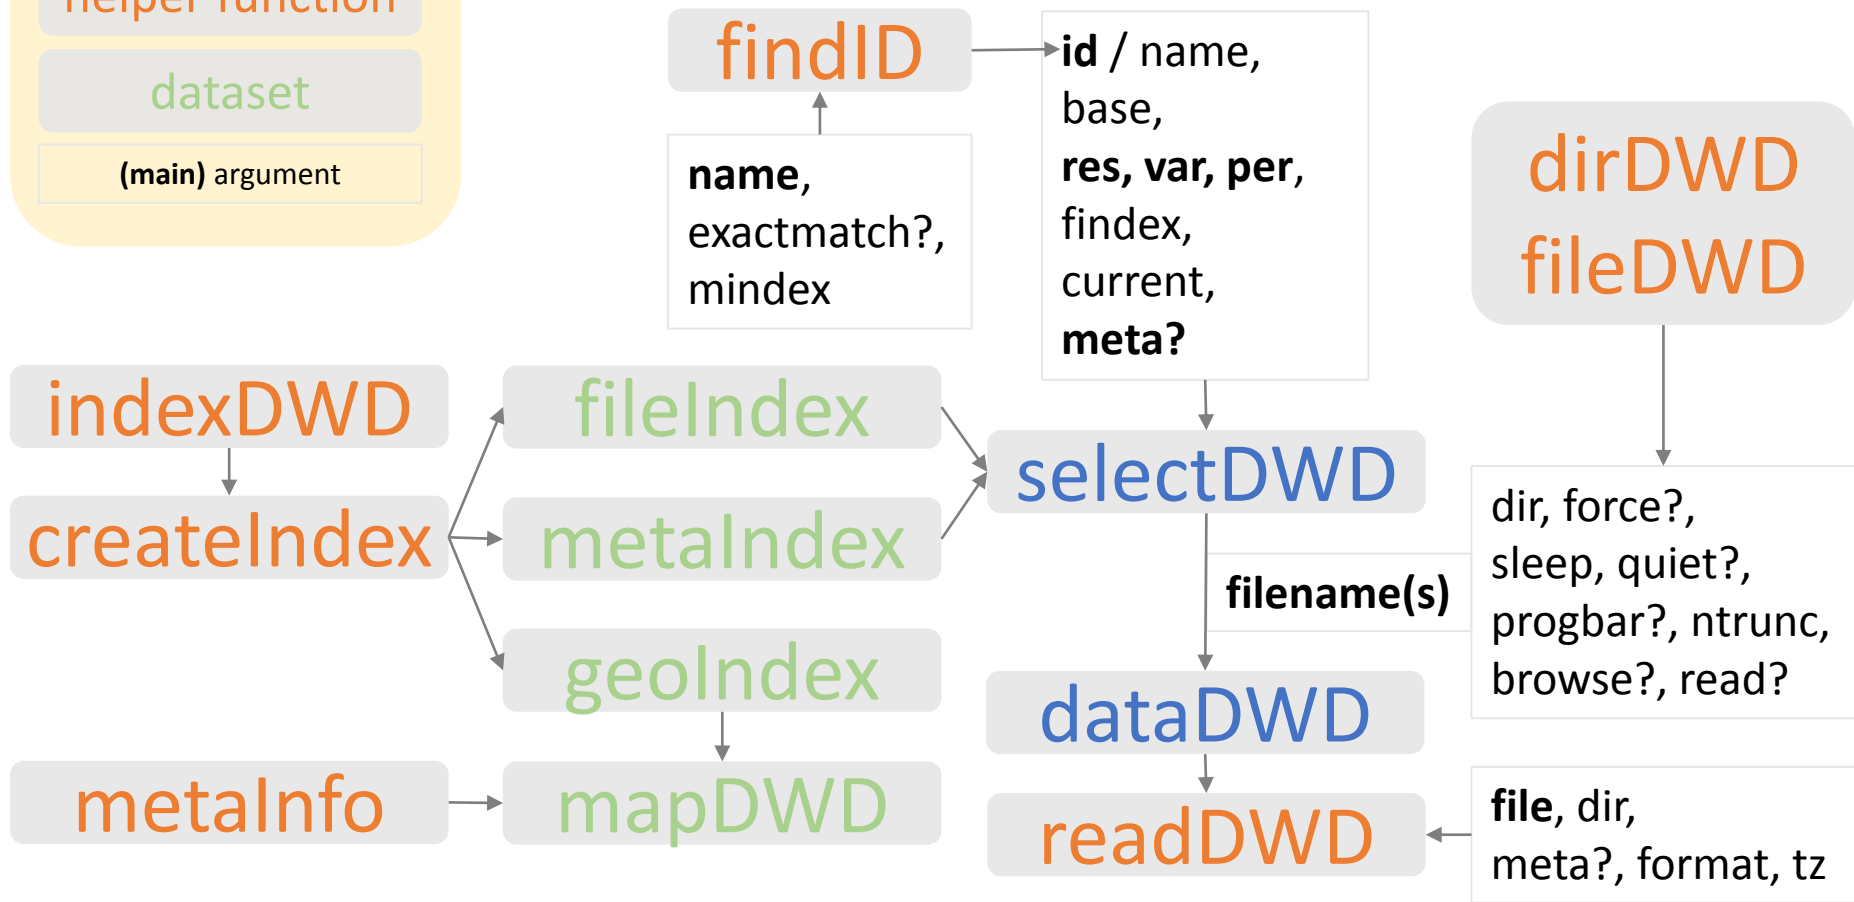 helper function
dataset
(main) argument
findID
name,
exactmatch?,
mindex
id / name,
base,
res, var, per,
findex,
current,
meta?
dirDWD
fileDWD
indexDWD
createIndex
fileIndex
metaIndex
geoIndex
metaInfo
mapDWD
selectDWD
filename(s)
dataDWD
readDWD
dir, force?,
sleep, quiet?,
progbar?, ntrunc,
browse?, read?
file, dir,
meta?, format, tz